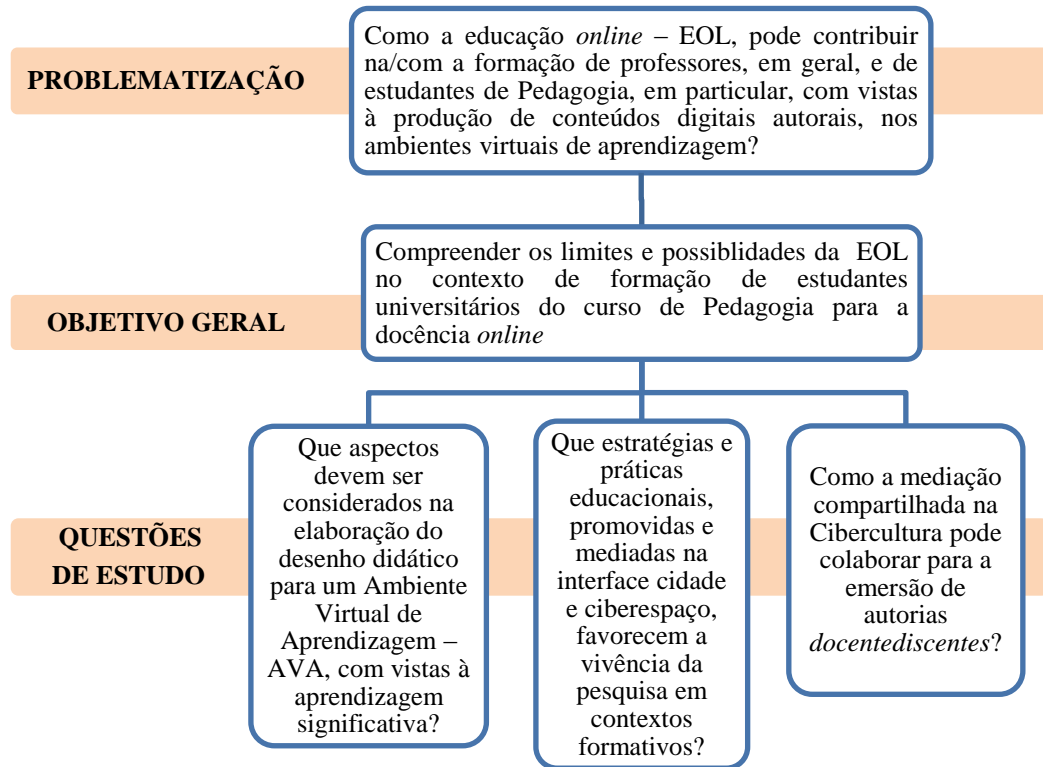 PROBLEMATIZAÇÃO
Como a educação online – EOL, pode contribuir
na/com a formação de professores, em geral, e de
estudantes de Pedagogia, em particular, com vistas
à produção de conteúdos digitais autorais, nos
ambientes virtuais de aprendizagem?
OBJETIVO GERAL
Compreender os limites e possiblidades da EOL
no contexto de formação de estudantes
universitários do curso de Pedagogia para a
docência online
QUESTÕES
DE ESTUDO
Que aspectos
devem ser
considerados na
elaboração do
desenho didático
para um Ambiente
Virtual de
Aprendizagem –
AVA, com vistas à
aprendizagem
significativa?
Que estratégias e
práticas
educacionais,
promovidas e
mediadas na
interface cidade
e ciberespaço,
favorecem a
vivência da
pesquisa em
contextos
formativos?
Como a mediação
compartilhada na
Cibercultura pode
colaborar para a
emersão de
autorias
docentediscentes?